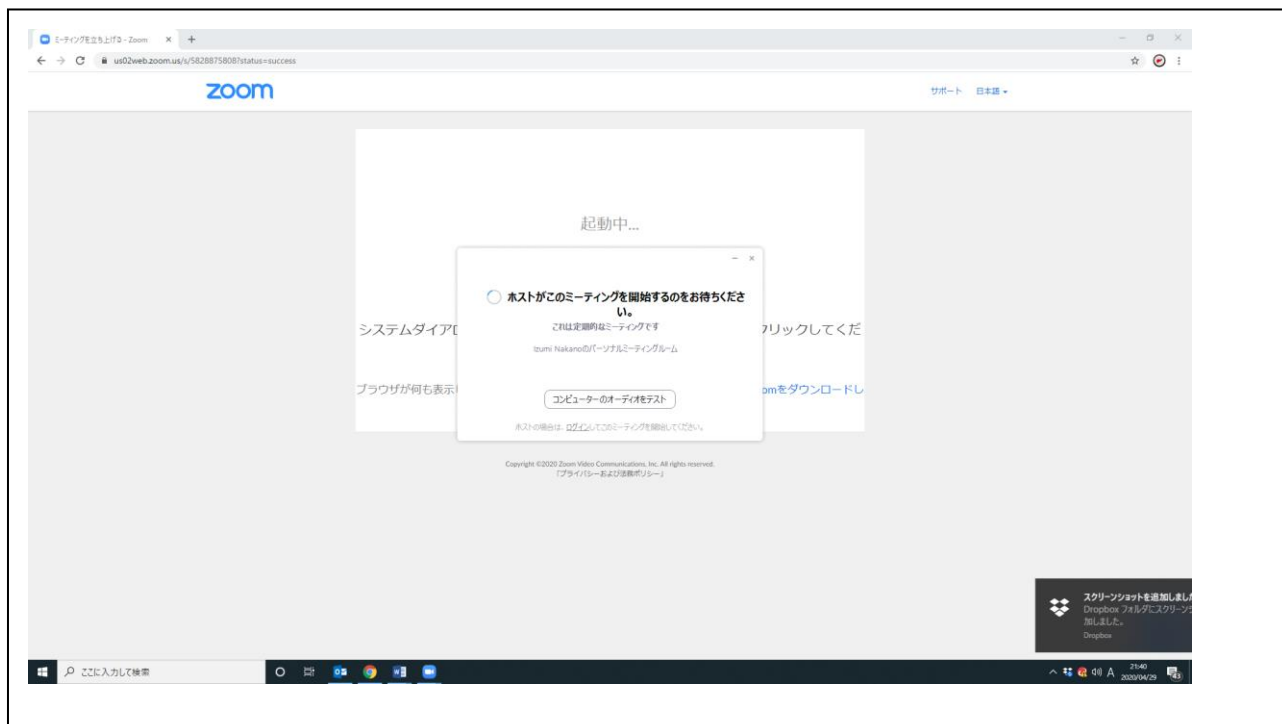 ミーティングを立ち上げる - Zoom
us02web.zoom.us/s/5828875808?status=success
zoom
サポート 日本語
起動中...
ホストがこのミーティングを開始するのをお待ちくださ
い。
これは定期的なミーティングです
Izumi Nakanoのパーソナルミーティングルーム
システムダイアロ
クリックしてくだ
ブラウザが何も表示
omをダウンロードし
コンピューターのオーディオをテスト
ホストの場合は、ログインしてこのミーティングを開始してください。
Copyright ©2020 Zoom Video Communications, Inc. All rights reserved.
「プライバシーおよび法務ポリシー」
スクリーンショットを追加しまし
Dropbox フォルダにスクリーン
加しました。
Dropbox
ここに入力して検索
A
21:40
2020/04/29